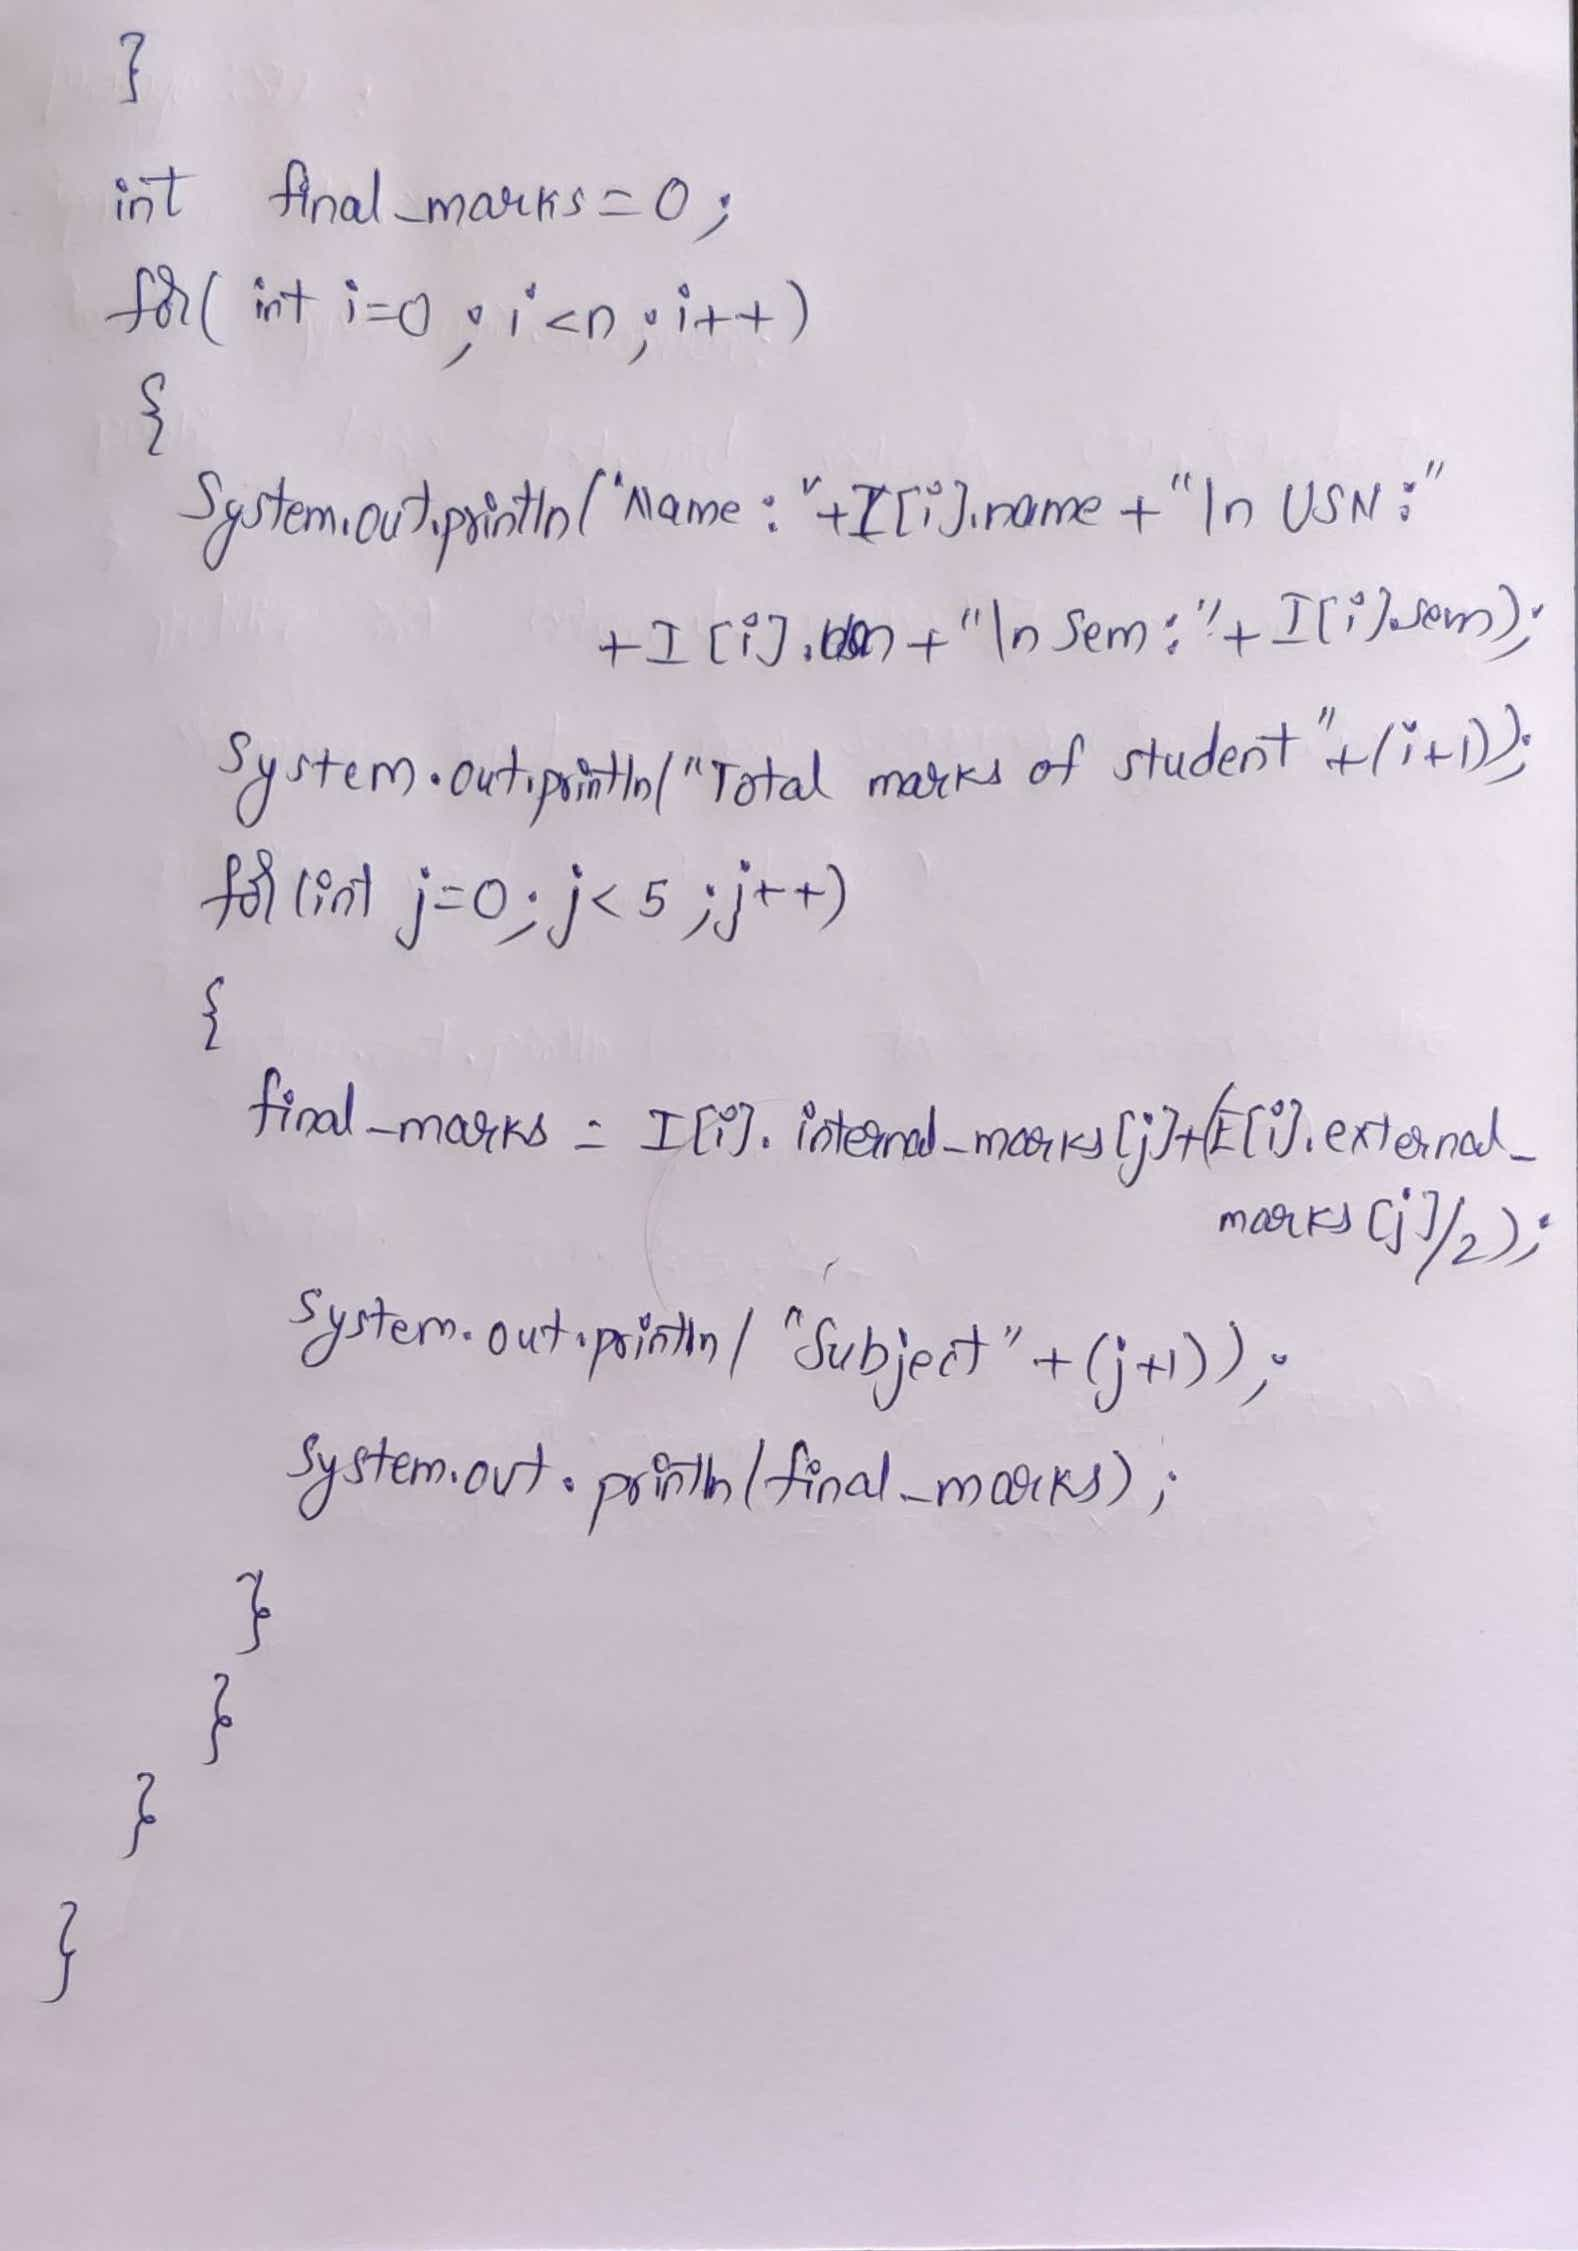 }
int final_marks=0;
for( int i=0; i<n; i++)
{
System.out.println("Name: "+I[i].name + "\n USN:"
+I[i].usn + "\n Sem:"+ I[i].sem);
System.out.println("Total marks of student"+(i+1));
for(int j=0; j<5; j++)
{
final_marks = I[i].internal_marks[j]+(E[i].external_
marks[j]/2);
System.out.println("Subject"+(j+1));
System.out.println(final_marks);
}
}
}
}